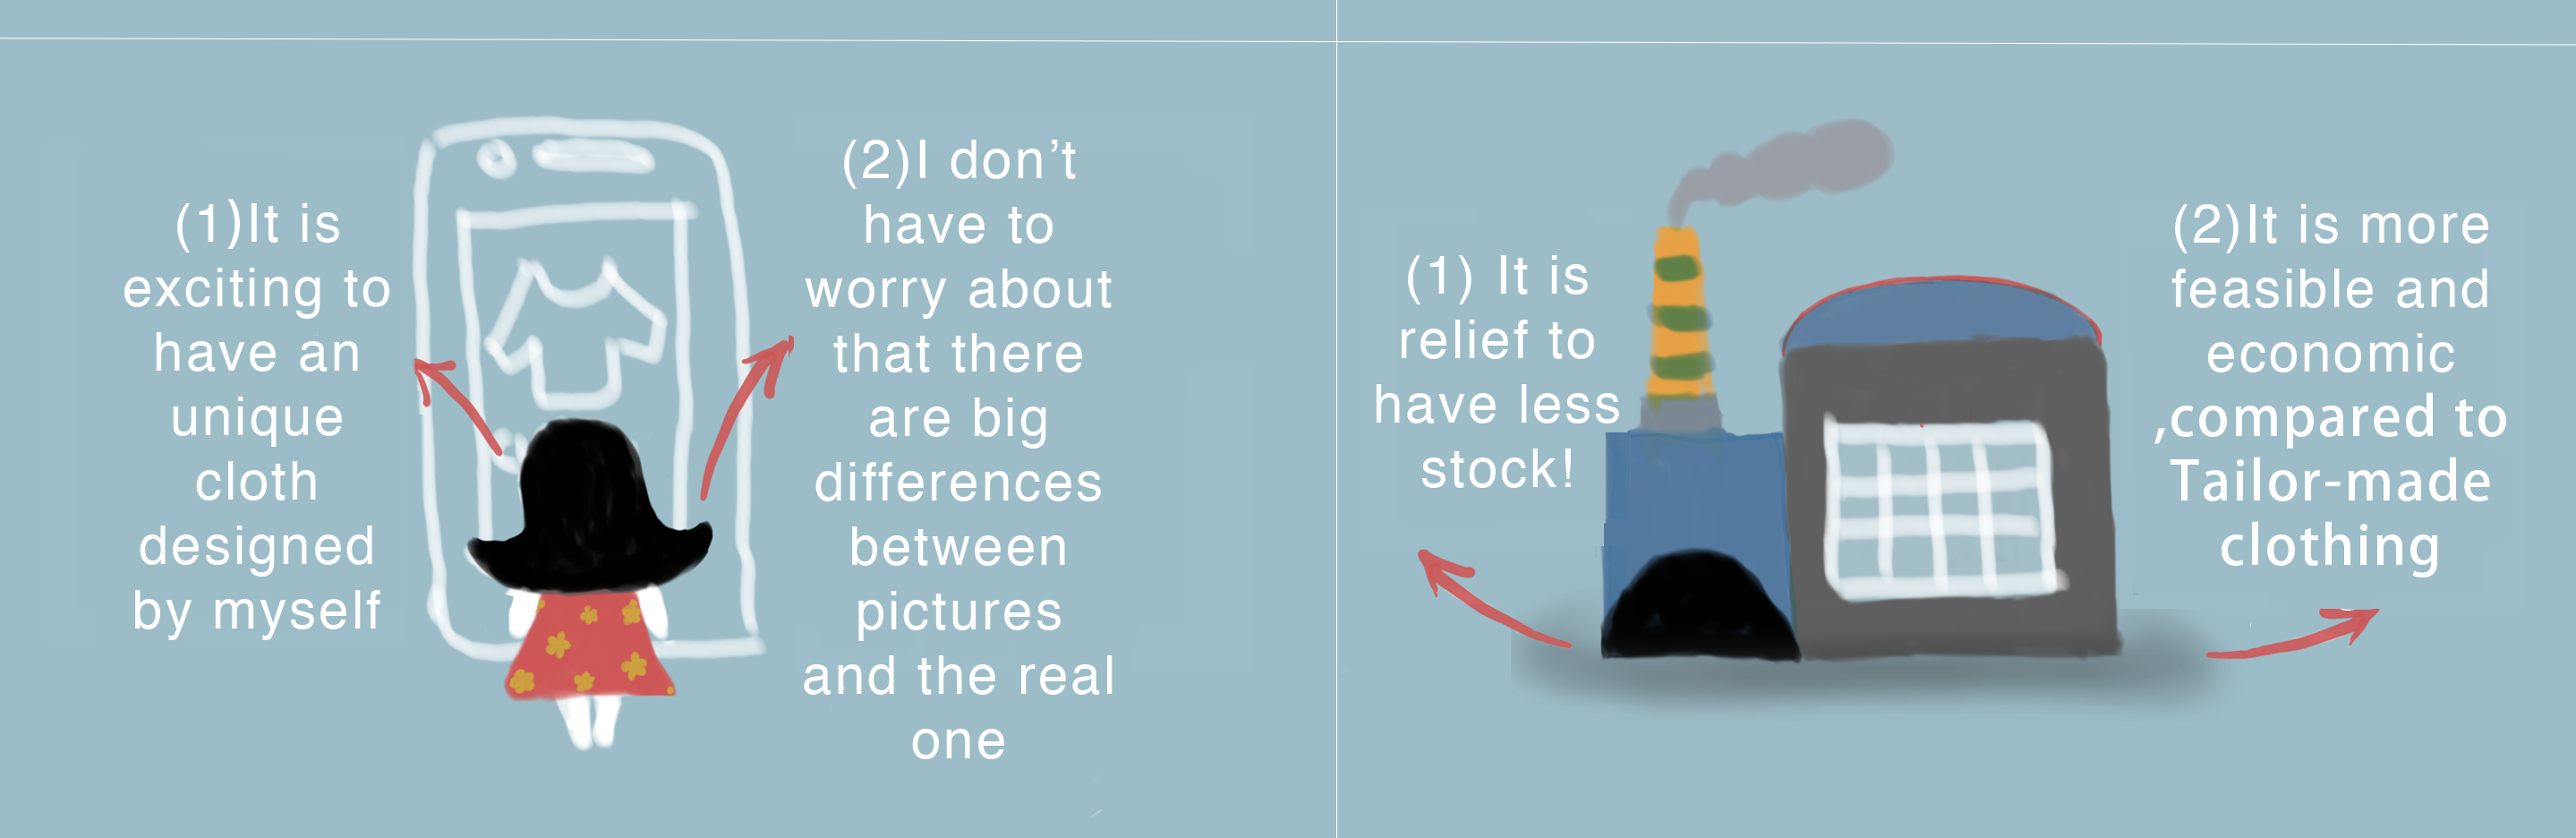 (1)It is
exciting to
have an
unique
cloth
designed
by myself
(2)I don’t
have to
worry about
that there
are big
differences
between
pictures
and the real
one
(1) It is
relief to
have less
stock!
(2)It is more
feasible and
economic
,compared to
Tailor-made
clothing